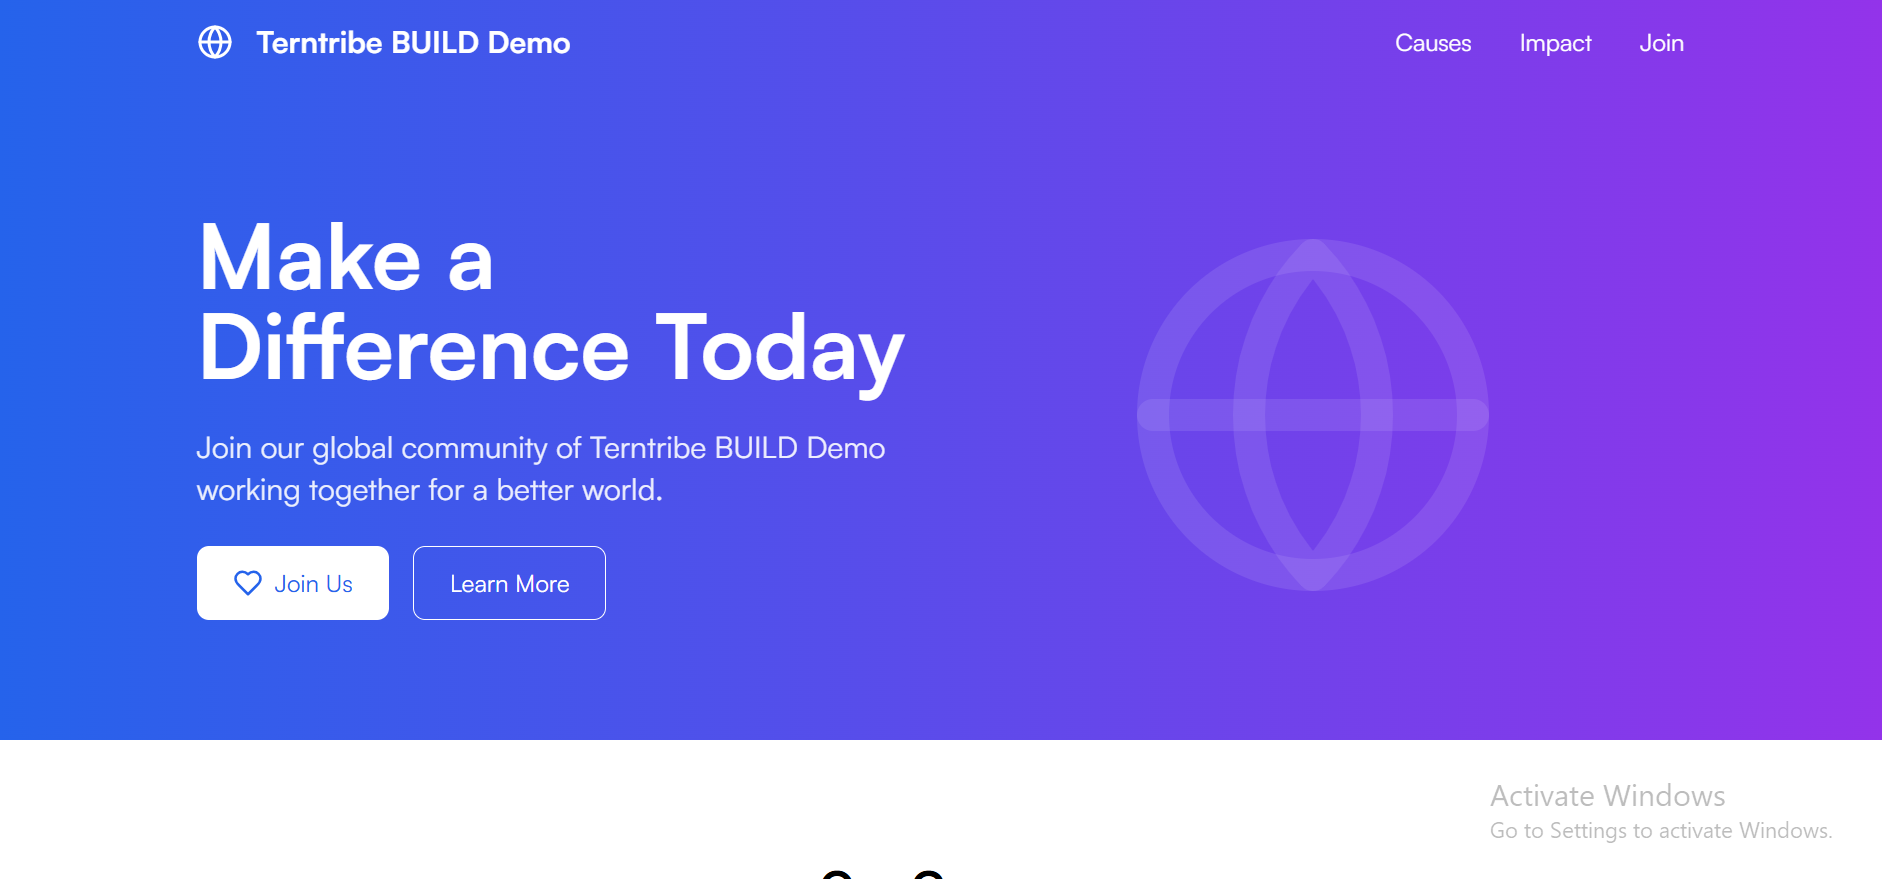 Terntribe BUILD Demo
Causes
Impact
Join
Make a
Difference Today
Join our global community of Terntribe BUILD Demo
working together for a better world.
Join Us
Learn More
Activate Windows
Go to Settings to activate Windows.